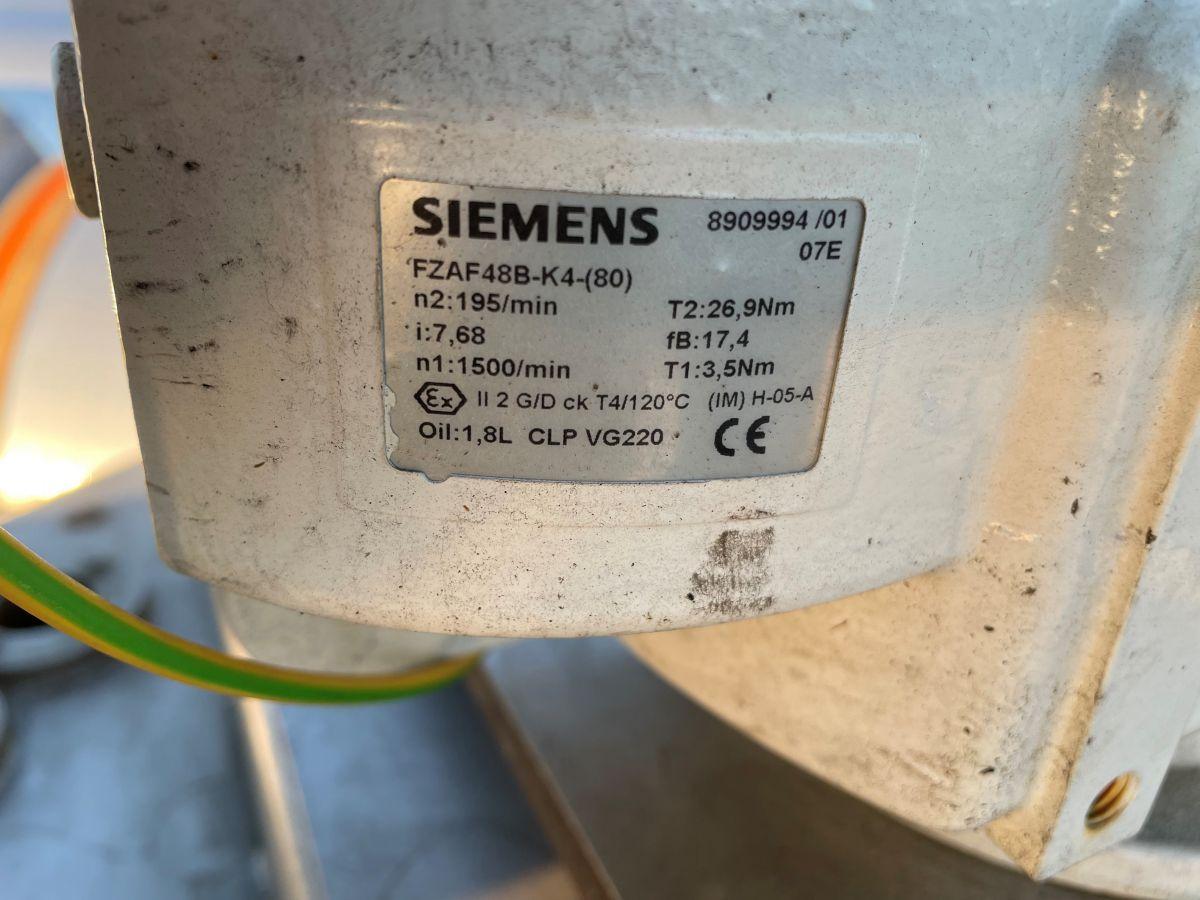 SIEMENS 8909994 /01
07E
FZAF48B-K4-(80)
n2:195/min T2:26,9Nm
i:7,68 fB:17,4
n1:1500/min T1:3,5Nm
Ex II 2 G/D ck T4/120°C (IM) H-05-A
Oil:1,8L CLP VG220 CE